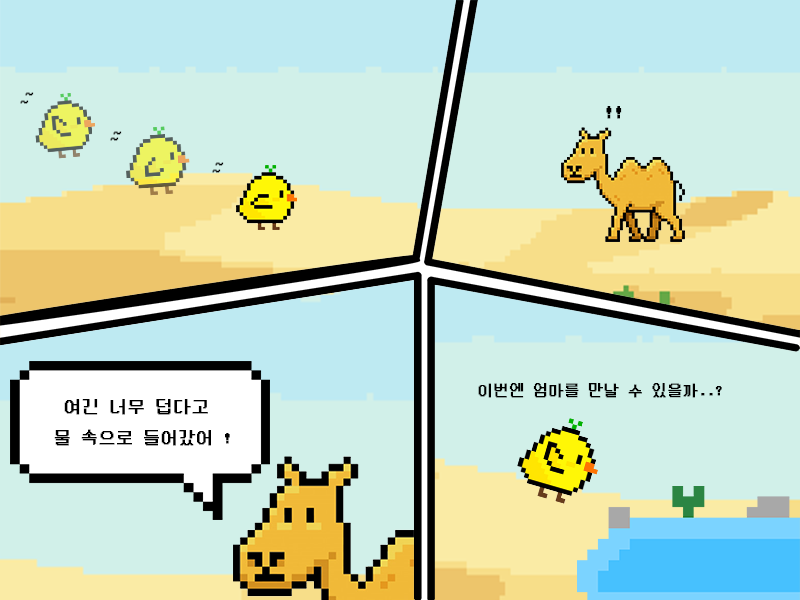 ~~
~~
~~
!!
여긴 너무 덥다고
물 속으로 들어갔어 !
이번엔 엄마를 만날 수 있을까..?